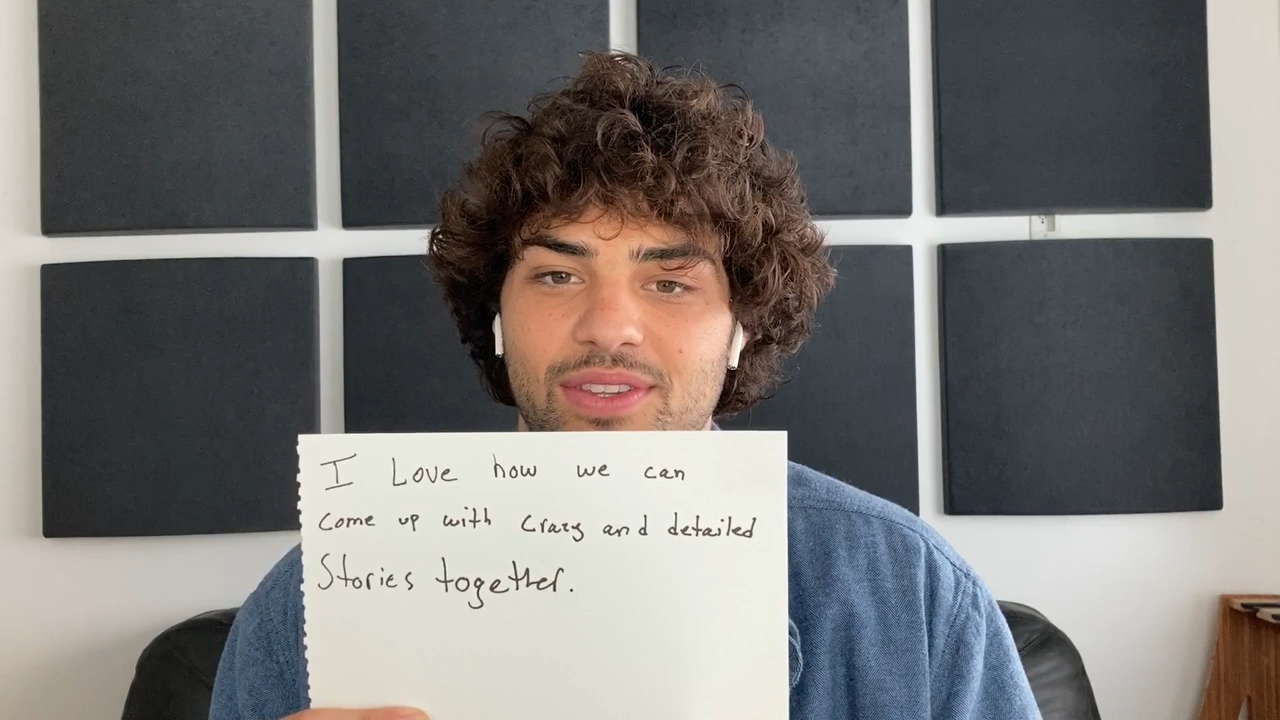 I Love how we can
come up with crazy and detailed
Stories together.